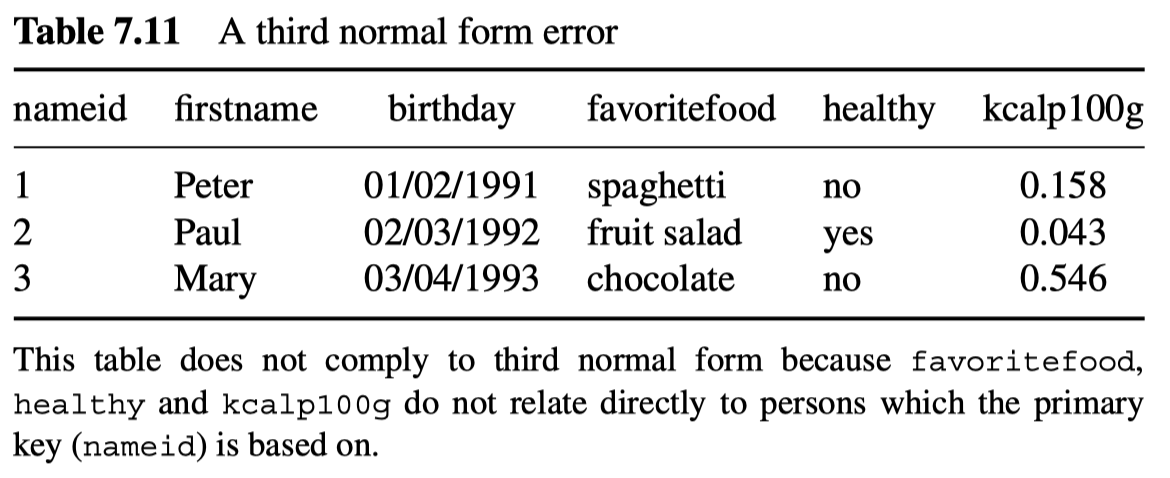 Table 7.11 A third normal form error
nameid firstname birthday favoritefood healthy kcalp100g
1 Peter 01/02/1991 spaghetti no 0.158
2 Paul 02/03/1992 fruit salad yes 0.043
3 Mary 03/04/1993 chocolate no 0.546
This table does not comply to third normal form because favoritefood,
healthy and kcalp100g do not relate directly to persons which the primary
key (nameid) is based on.